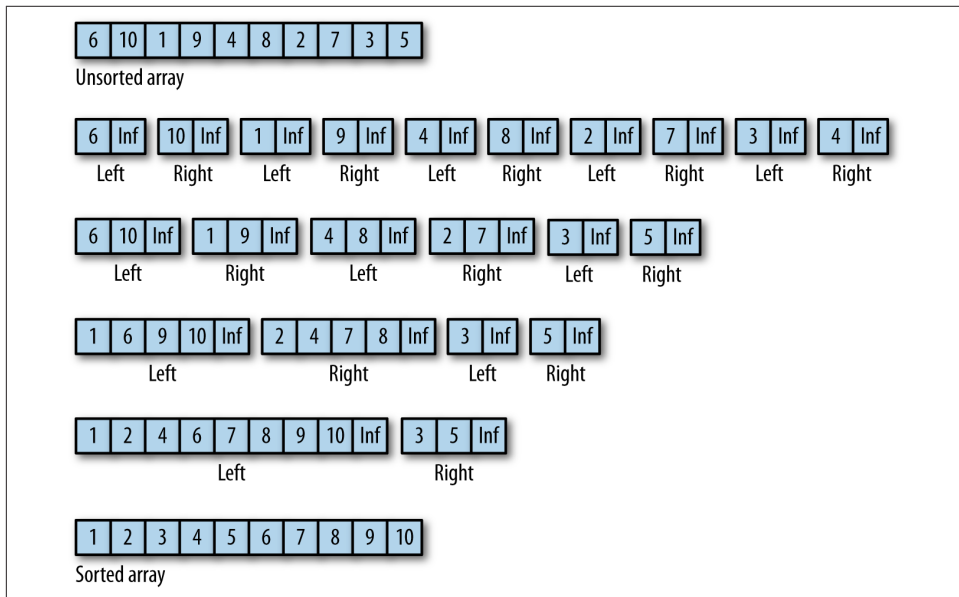 6 10 1 9 4 8 2 7 3 5
Unsorted array
6 Inf 10 Inf 1 Inf 9 Inf 4 Inf 8 Inf 2 Inf 7 Inf 3 Inf 4 Inf
Left Right Left Right Left Right Left Right Left Right
6 10 Inf 1 9 Inf 4 8 Inf 2 7 Inf 3 Inf 5 Inf
Left Right Left Right Left Right
1 6 9 10 Inf 2 4 7 8 Inf 3 Inf 5 Inf
Left Right Left Right
1 2 4 6 7 8 9 10 Inf 3 5 Inf
Left Right
1 2 3 4 5 6 7 8 9 10
Sorted array